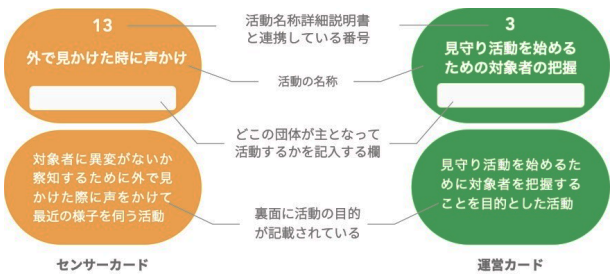 13
外で見かけた時に声かけ
対象者に異変がないか
察知するために外で見
かけた際に声をかけて
最近の様子を伺う活動
センサーカード
活動名称詳細説明書
と連携している番号
活動の名称
どこの団体が主となって
活動するかを記入する欄
裏面に活動の目的
が記載されている
3
見守り活動を始める
ための対象者の把握
見守り活動を始めるた
めに対象者を把握する
ことを目的とした活動
運営カード